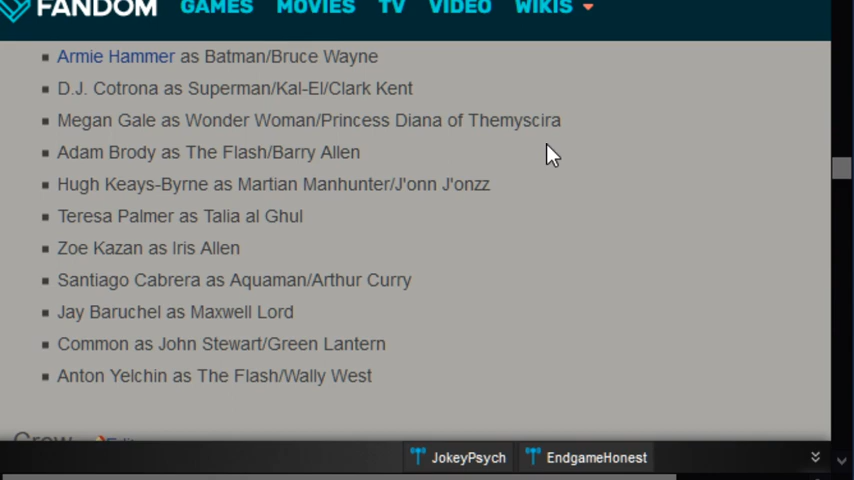 FANDOM GAMES MOVIES TV VIDEO WIKIS
Armie Hammer as Batman/Bruce Wayne
D.J. Cotrona as Superman/Kal-El/Clark Kent
Megan Gale as Wonder Woman/Princess Diana of Themyscira
Adam Brody as The Flash/Barry Allen
Hugh Keays-Byrne as Martian Manhunter/J'onn J'onzz
Teresa Palmer as Talia al Ghul
Zoe Kazan as Iris Allen
Santiago Cabrera as Aquaman/Arthur Curry
Jay Baruchel as Maxwell Lord
Common as John Stewart/Green Lantern
Anton Yelchin as The Flash/Wally West
Crew Edit
JokeyPsych EndgameHonest